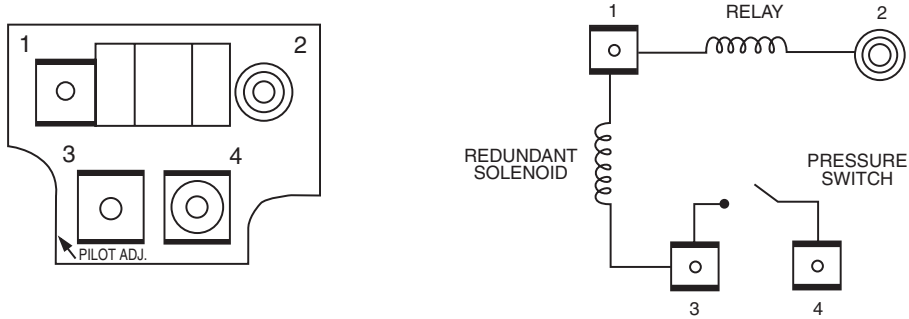 1
2
3
4
PILOT ADJ.
1
RELAY
2
REDUNDANT
SOLENOID
PRESSURE
SWITCH
3
4